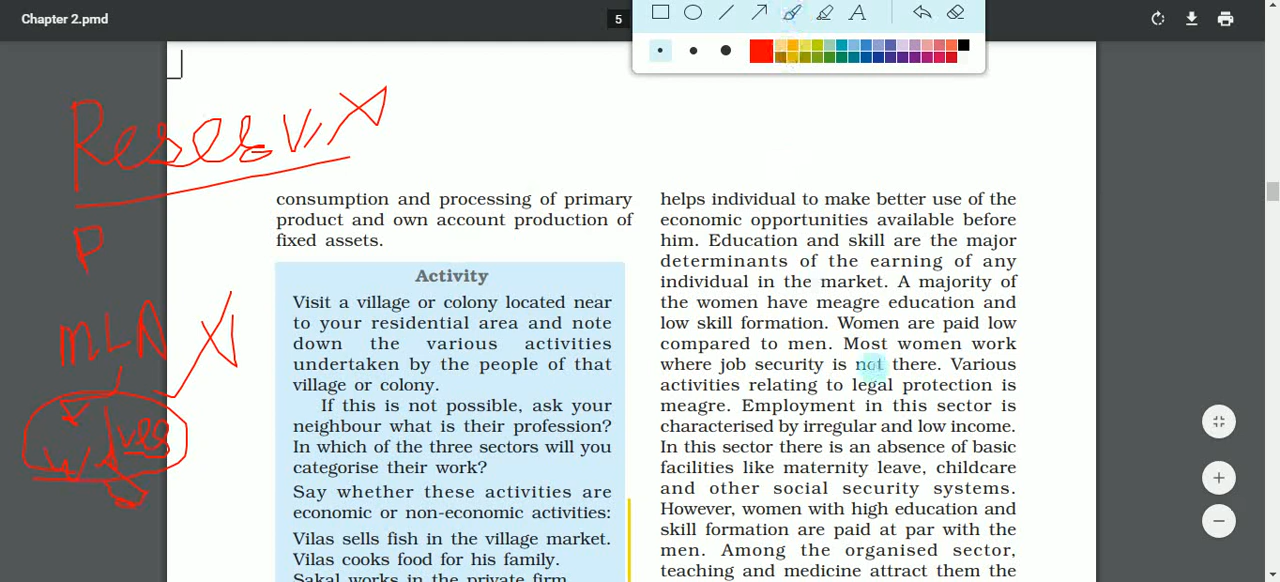 Chapter 2.pmd
5
A
P
MLA
wives
consumption and processing of primary
product and own account production of
fixed assets.
Activity
Visit a village or colony located near
to your residential area and note
down the various activities
undertaken by the people of that
village or colony.
If this is not possible, ask your
neighbour what is their profession?
In which of the three sectors will you
categorise their work?
Say whether these activities are
economic or non-economic activities:
Vilas sells fish in the village market.
Vilas cooks food for his family.
Sakal works in the private firm
helps individual to make better use of the
economic opportunities available before
him. Education and skill are the major
determinants of the earning of any
individual in the market. A majority of
the women have meagre education and
low skill formation. Women are paid low
compared to men. Most women work
where job security is not there. Various
activities relating to legal protection is
meagre. Employment in this sector is
characterised by irregular and low income.
In this sector there is an absence of basic
facilities like maternity leave, childcare
and other social security systems.
However, women with high education and
skill formation are paid at par with the
men. Among the organised sector,
teaching and medicine attract them the